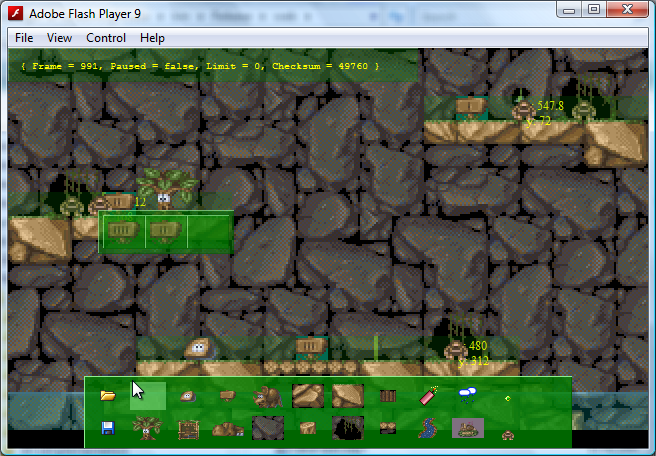 Adobe Flash Player 9
File View Control Help
{ Frame = 991, Paused = false, Limit = 0, Checksum = 49760 }
: 547.8
y: 72
12
: 480
y: 312